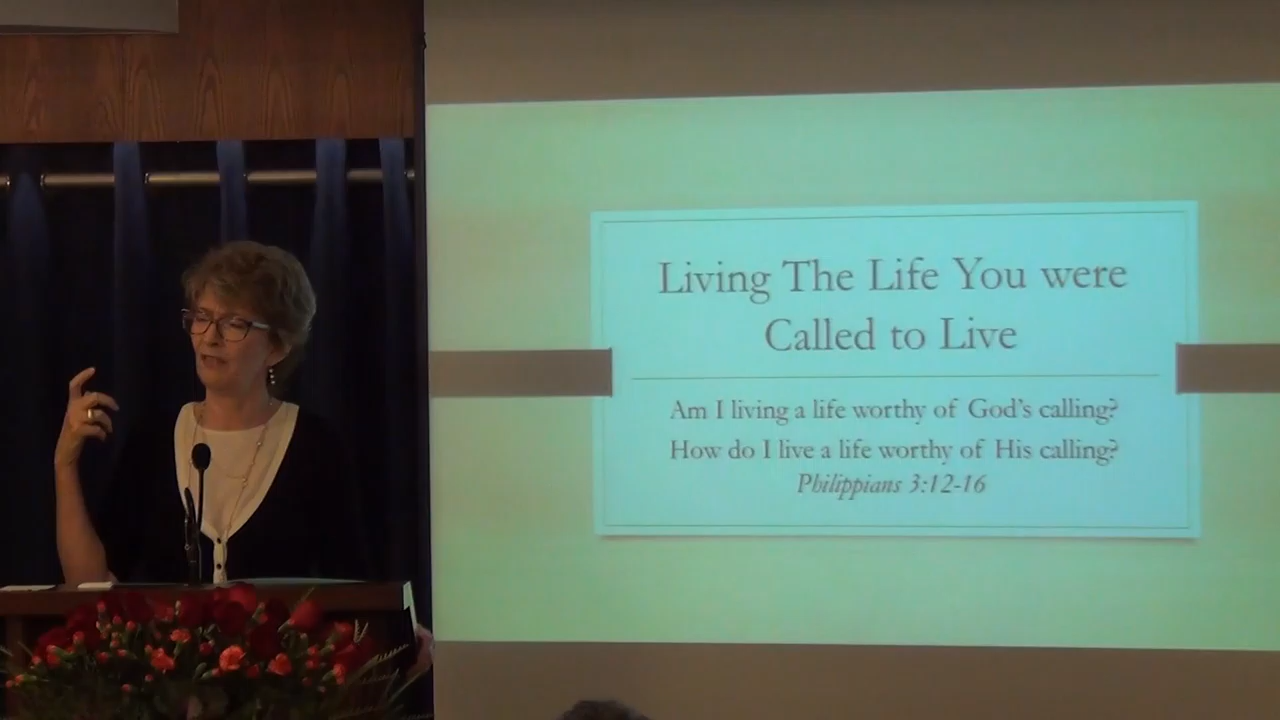 Living The Life You were
Called to Live
Am I living a life worthy of God's calling?
How do I live a life worthy of His calling?
Philippians 3:12-16